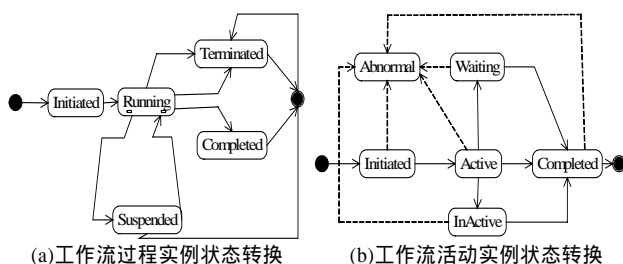 Terminated
Initiated
Running
Completed
Suspended
(a)工作流过程实例状态转换
Abnormal
Waiting
Initiated
Active
Completed
InActive
(b)工作流活动实例状态转换